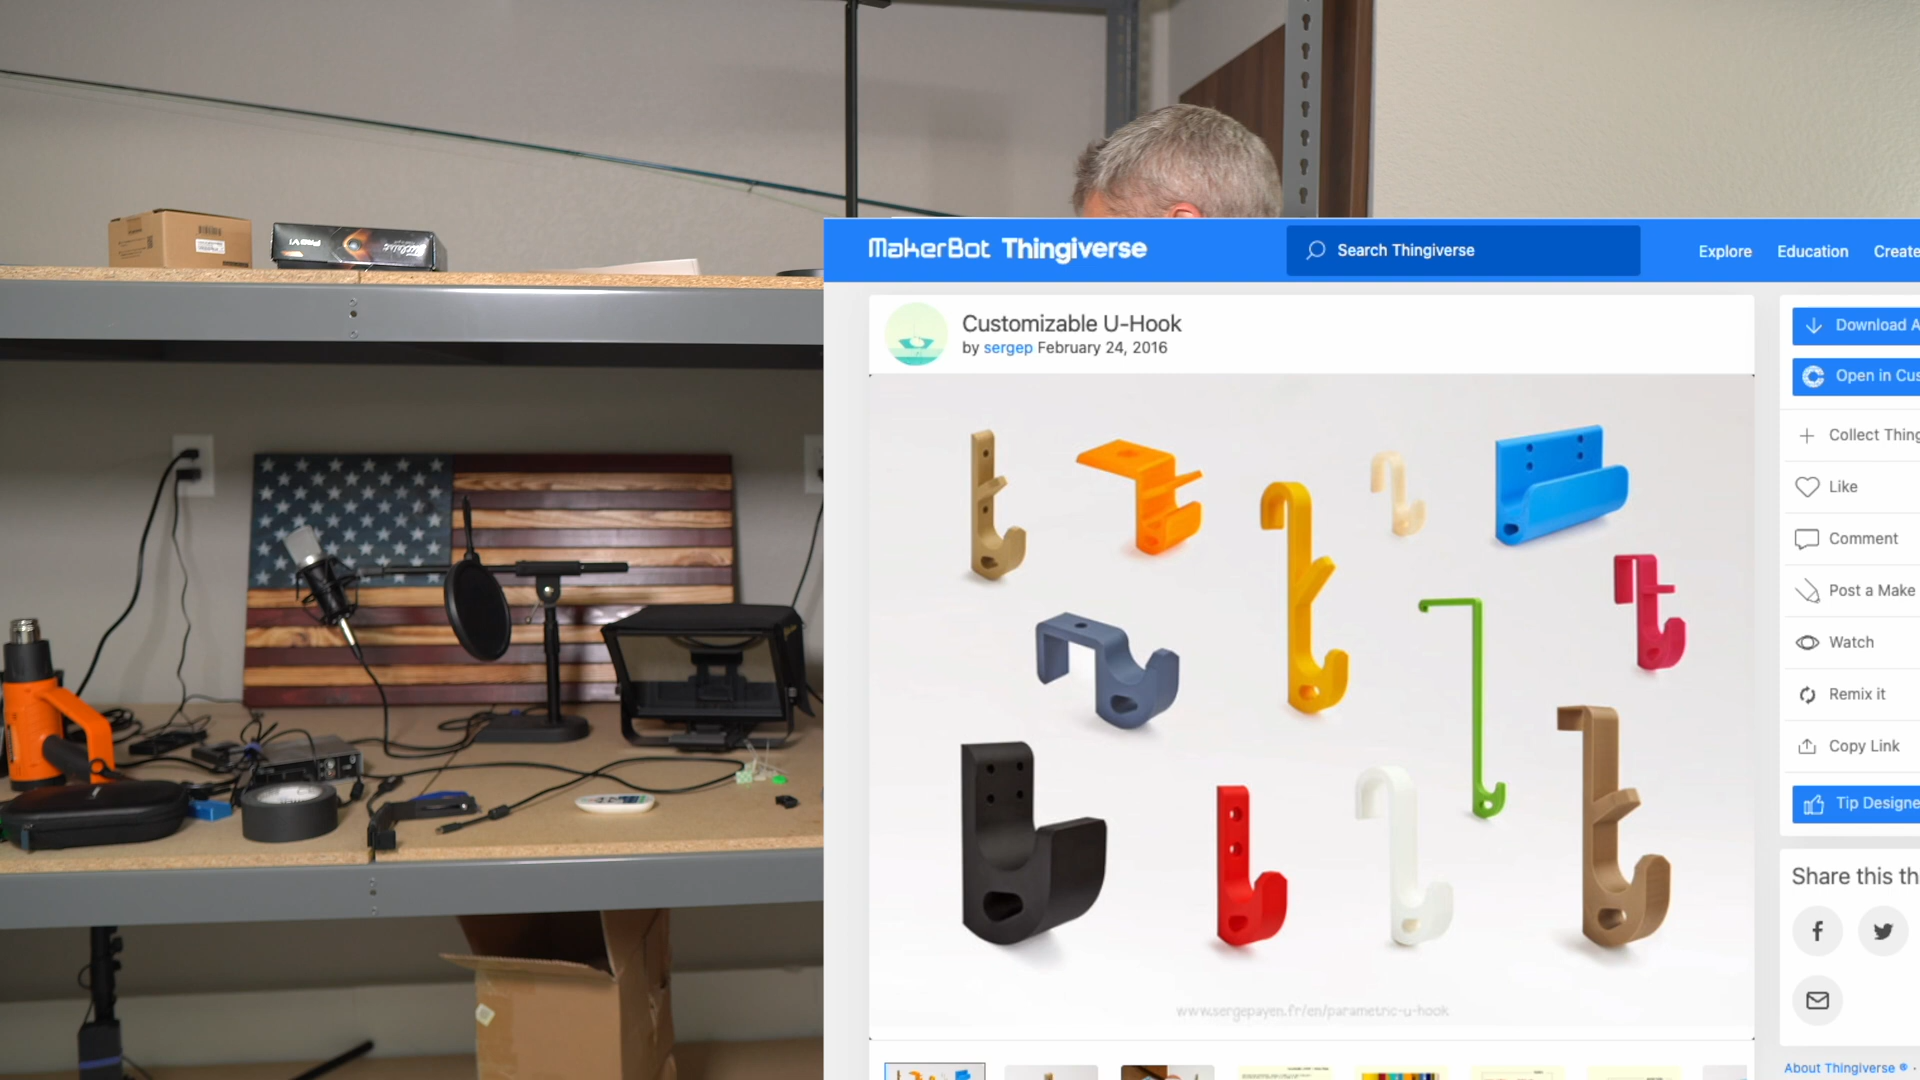 MakerBot Thingiverse
Search Thingiverse
Explore
Education
Create
Customizable U-Hook
by sergep February 24, 2016
Download A
Open in Cus
Collect Thing
Like
Comment
Post a Make
Watch
Remix it
Copy Link
Tip Designe
Share this th
www.sergepayen.fr/en/parametric-u-hook
About Thingiverse ®